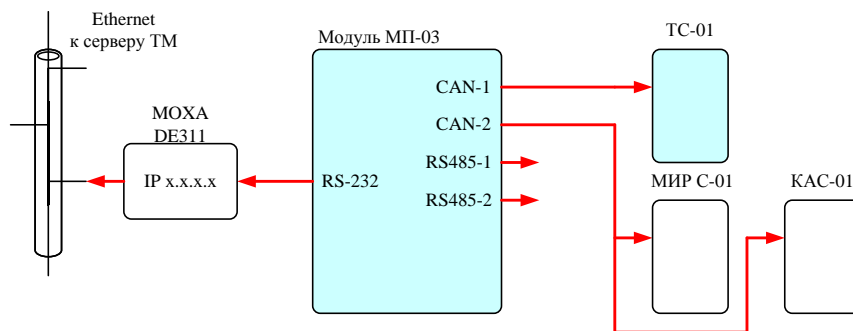 Ethernet
к серверу ТМ
Модуль МП-03
ТС-01
CAN-1
МОХА
DE311
CAN-2
RS485-1
IP x.x.x.x
RS-232
МИР С-01
КАС-01
RS485-2